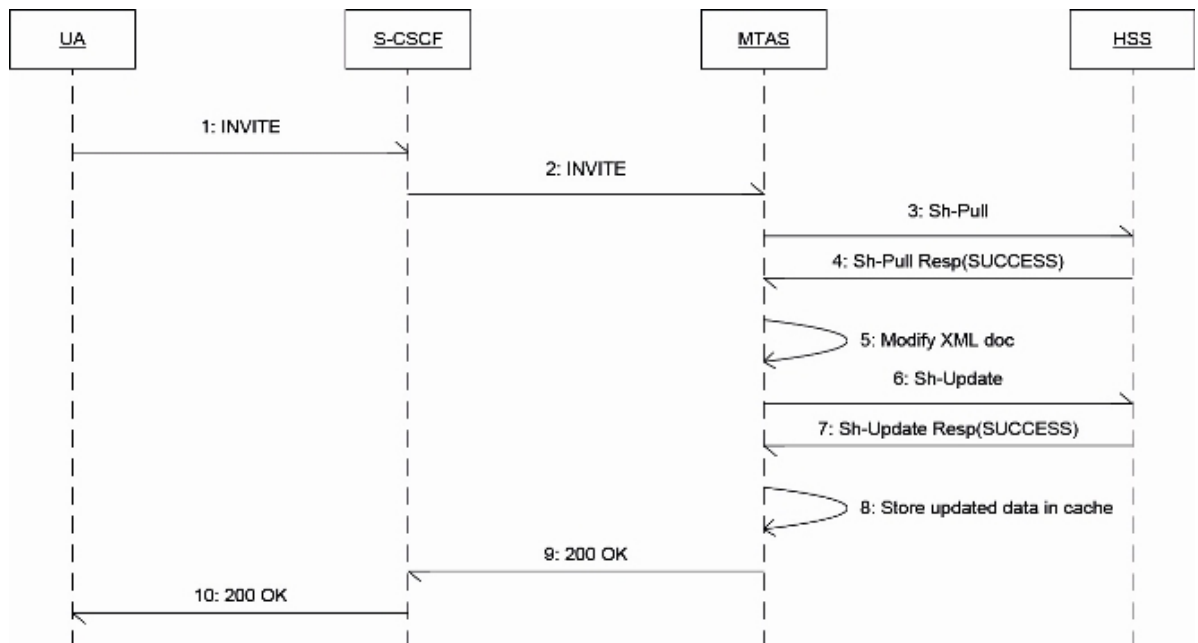 UA
S-CSCF
MTAS
HSS
1: INVITE
2: INVITE
3: Sh-Pull
4: Sh-Pull Resp(SUCCESS)
5: Modify XML doc
6: Sh-Update
7: Sh-Update Resp(SUCCESS)
8: Store updated data in cache
9: 200 OK
10: 200 OK